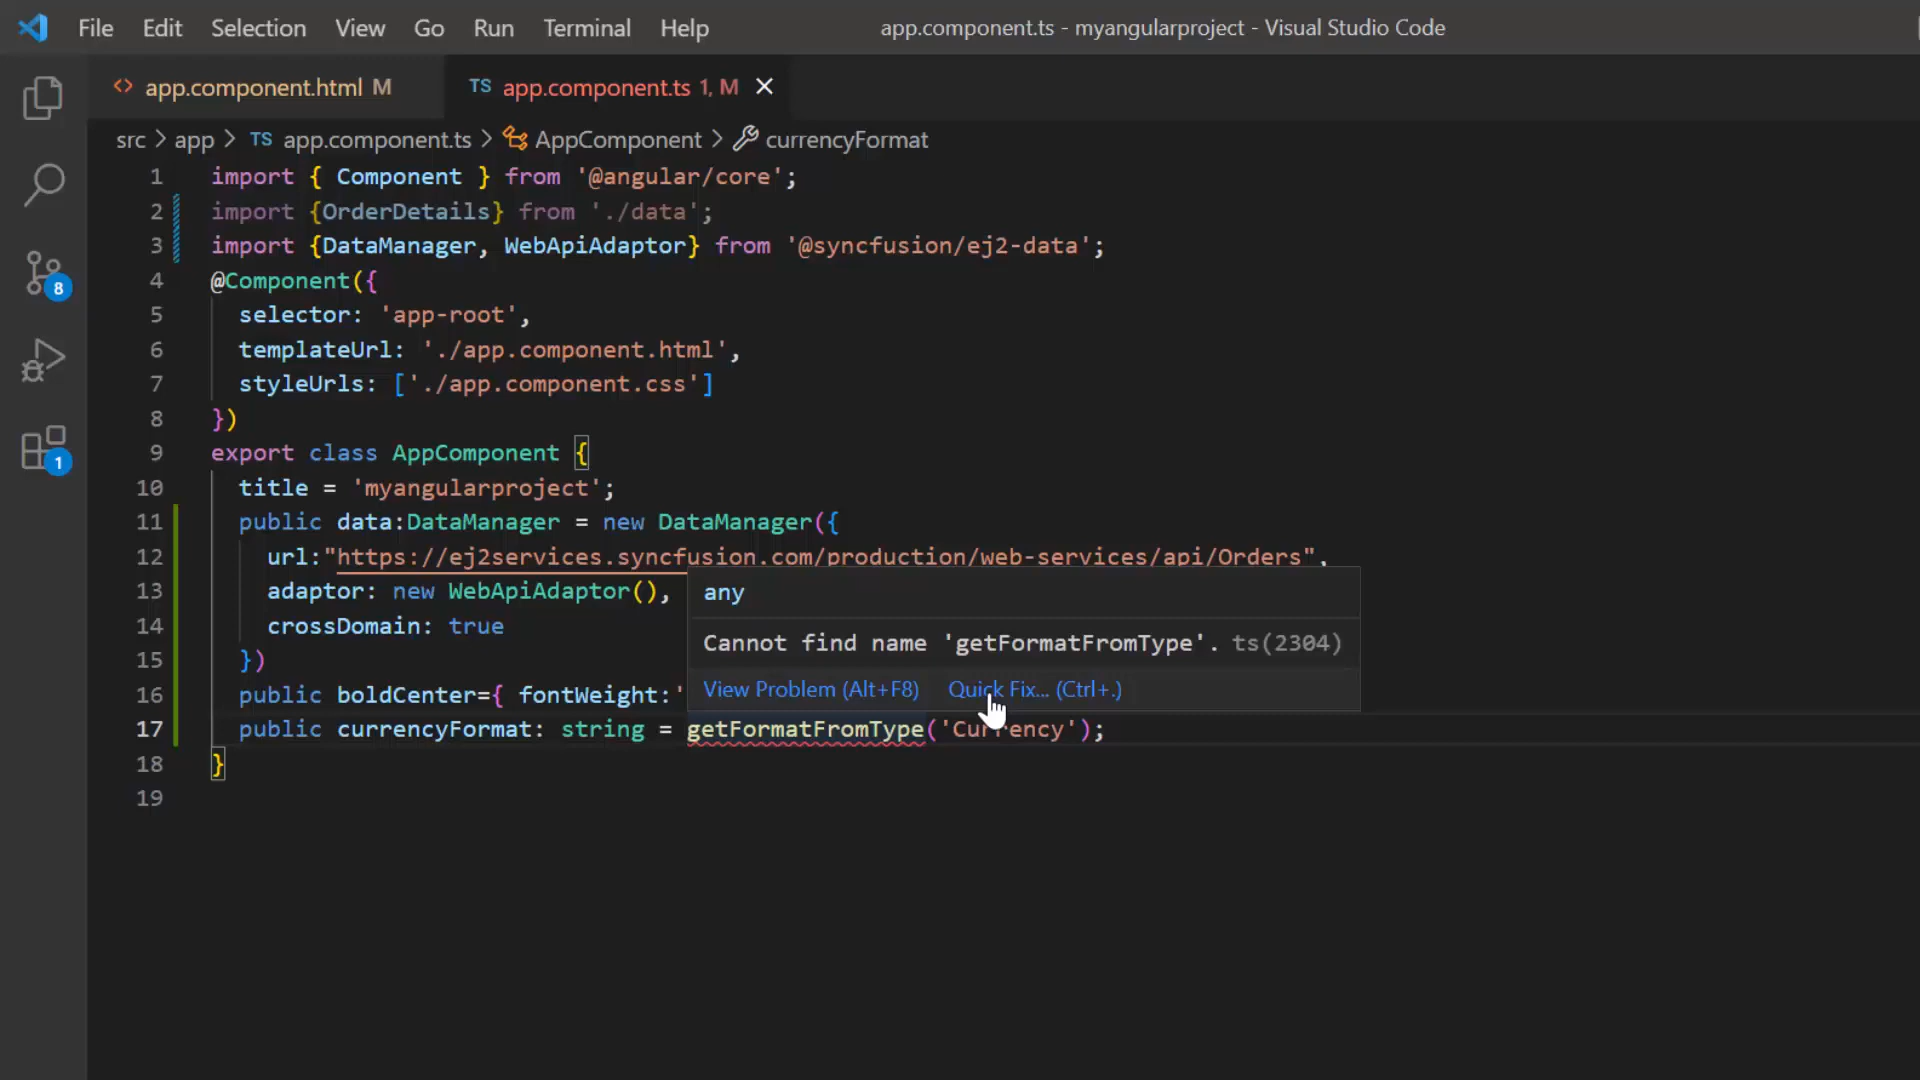 File Edit Selection View Go Run Terminal Help app.component.ts - myangularproject - Visual Studio Code
<> app.component.html M TS app.component.ts 1, M
src > app > TS app.component.ts > AppComponent > currencyFormat
1 import { Component } from '@angular/core';
2 import {OrderDetails} from './data';
3 import {DataManager, WebApiAdaptor} from '@syncfusion/ej2-data';
4 @Component({
5 selector: 'app-root',
6 templateUrl: './app.component.html',
7 styleUrls: ['./app.component.css']
8 })
9 export class AppComponent {
10 title = 'myangularproject';
11 public data:DataManager = new DataManager({
12 url:"https://ej2services.syncfusion.com/production/web-services/api/Orders",
13 adaptor: new WebApiAdaptor(),
any
14 crossDomain: true
Cannot find name 'getFormatFromType'. ts(2304)
15 })
View Problem (Alt+F8) Quick Fix... (Ctrl+.)
16 public boldCenter={ fontWeight:'
17 public currencyFormat: string = getFormatFromType('Currency');
18 }
19
8
1